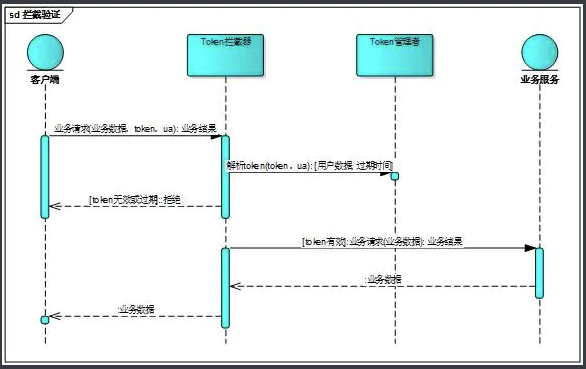 sd 拦截验证
Token拦截器
Token管理者
客户端
业务服务
业务请求(业务数据，token，ua): 业务结果
解析token(token，ua): [用户数据, 过期时间]
[token无效或过期]::拒绝
[token有效]:业务请求(业务数据): 业务结果
:业务数据
:业务数据